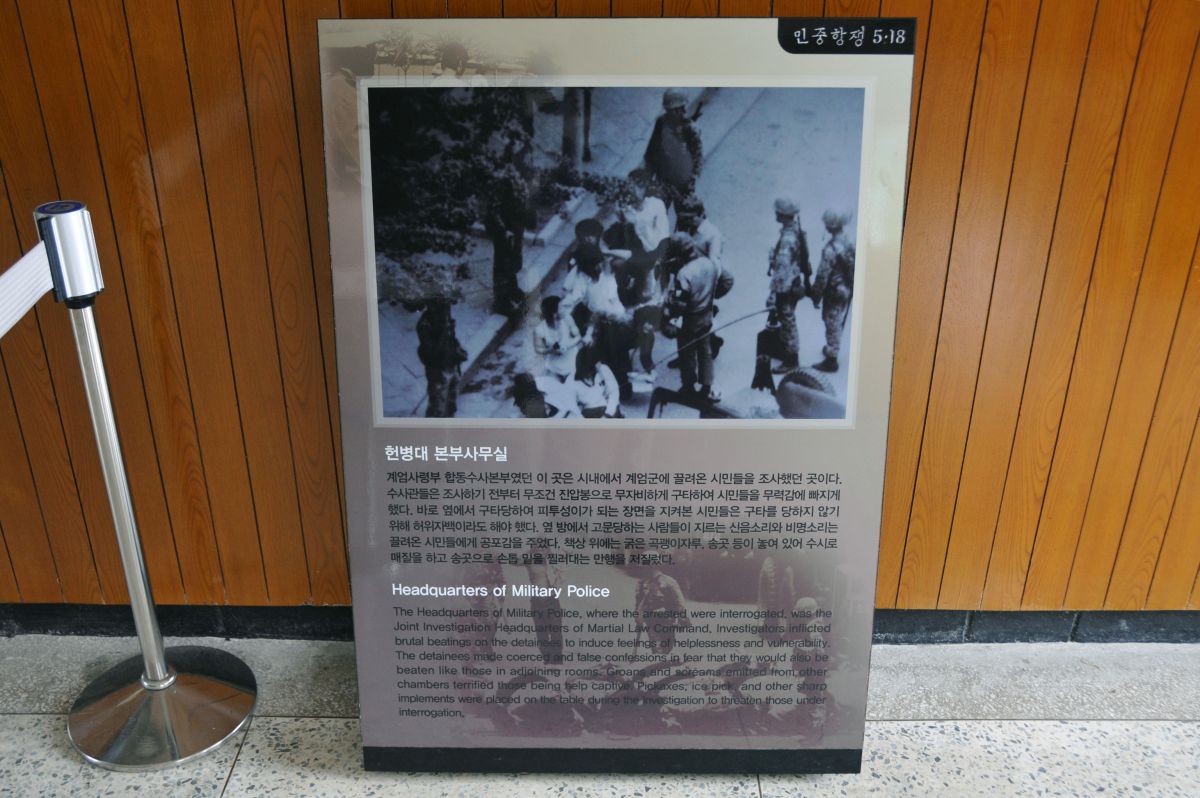 민중항쟁 5·18
헌병대 본부사무실
계엄사령부 합동수사본부였던 이 곳은 시내에서 계엄군에 끌려온 시민들을 조사했던 곳이다.
수사관들은 조사하기 전부터 무조건 진압봉으로 무자비하게 구타하여 시민들을 무력감에 빠지게
했다. 바로 옆에서 구타당하여 피투성이가 되는 장면을 지켜본 시민들은 구타를 당하지 않기
위해 허위자백이라도 해야 했다. 옆 방에서 고문당하는 사람들이 지르는 신음소리와 비명소리는
끌려온 시민들에게 공포감을 주었다. 책상 위에는 굵은 곡괭이자루, 송곳 등이 놓여 있어 수시로
매질을 하고 송곳으로 손톱 밑을 찔러대는 만행을 저질렀다.
Headquarters of Military Police
The Headquarters of Military Police, where the arrested were interrogated, was the
Joint Investigation Headquarters of Martial Law Command. Investigators inflicted
brutal beatings on the detainees to induce feelings of helplessness and vulnerability.
The detainees made coerced and false confessions in fear that they would also be
beaten like those in adjoining rooms. Groans and screams emitted from other
chambers terrified those being help captive. Pickaxes, ice pick, and other sharp
implements were placed on the table during the investigation to threaten those under
interrogation.